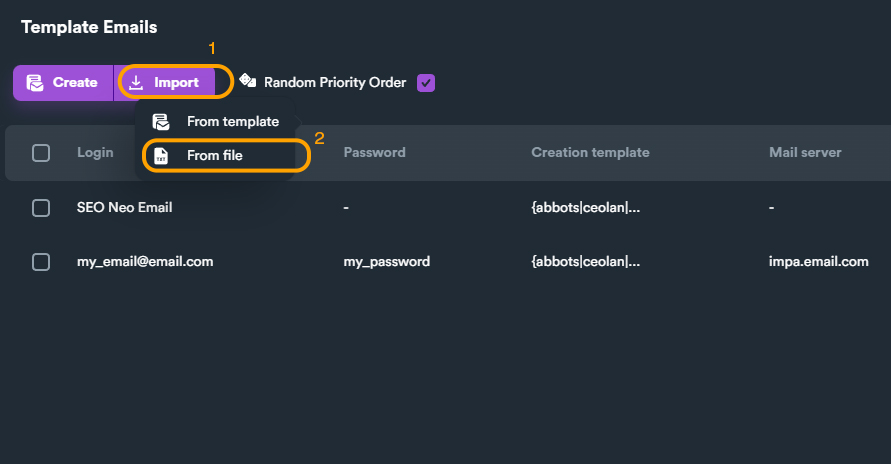 Template Emails
1
Create Import Random Priority Order
From template
2
From file
TXT
Login Password Creation template Mail server
SEO Neo Email - {abbots|ceolan|... -
my_email@email.com my_password {abbots|ceolan|... impa.email.com